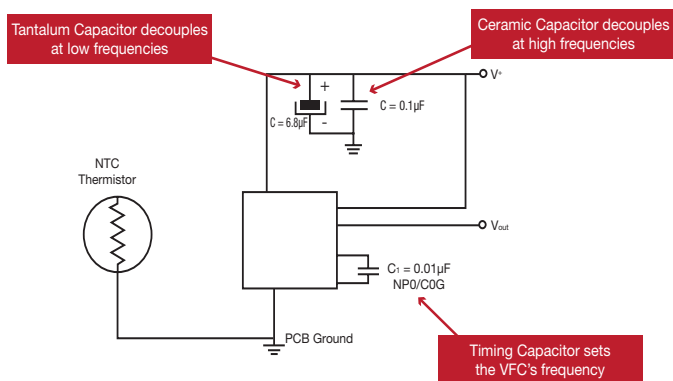 Tantalum Capacitor decouples
at low frequencies
Ceramic Capacitor decouples
at high frequencies
V⁺
+
C = 0.1µF
C = 6.8µF
-
NTC
Thermistor
Vout
C₁ = 0.01µF
NP0/C0G
PCB Ground
Timing Capacitor sets
the VFC's frequency